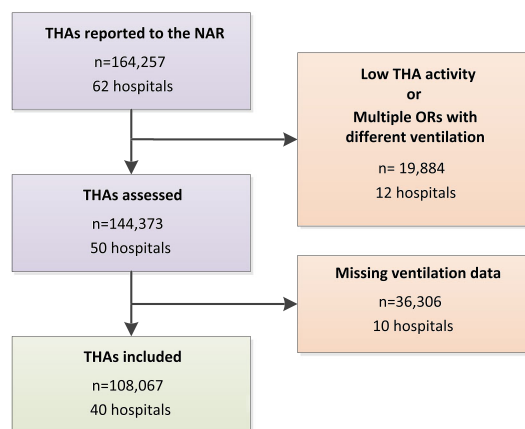 THAs reported to the NAR
n=164,257
62 hospitals
Low THA activity
or
Multiple ORs with
different ventilation
n= 19,884
12 hospitals
THAs assessed
n=144,373
50 hospitals
Missing ventilation data
n=36,306
10 hospitals
THAs included
n=108,067
40 hospitals